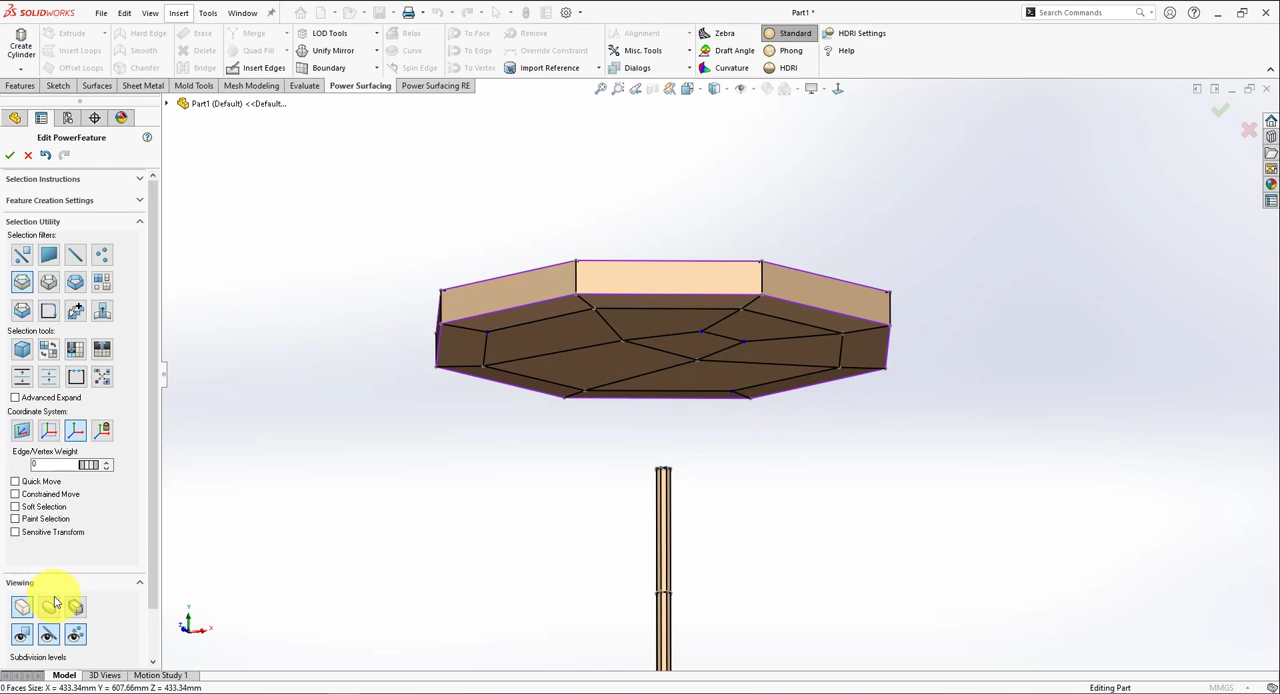 SOLIDWORKS File Edit View Insert Tools Window Part1 * Search Commands
Create Cylinder Extrude Hard Edge Erase Merge LOD Tools Relax To Face Remove Alignment Zebra Standard HDRI Settings
Insert Loops Smooth Delete Quad Fill Unify Mirror Curve To Edge Override Constraint Misc. Tools Draft Angle Phong Help
Offset Loops Chamfer Bridge Insert Edges Boundary Spin Edge To Vertex Import Reference Dialogs Curvature HDRI
Features Sketch Surfaces Sheet Metal Mold Tools Mesh Modeling Evaluate Power Surfacing Power Surfacing RE
Part1 (Default) <<Default...
Edit PowerFeature
Selection Instructions
Feature Creation Settings
Selection Utility
Selection filters:
Selection tools:
Advanced Expand
Coordinate System:
Edge/Vertex Weight
0
Quick Move
Constrained Move
Soft Selection
Paint Selection
Sensitive Transform
Viewing
Subdivision levels
Y
Z X
Model 3D Views Motion Study 1
0 Faces Size: X = 433.34mm Y = 607.66mm Z = 433.34mm Editing Part MMGS